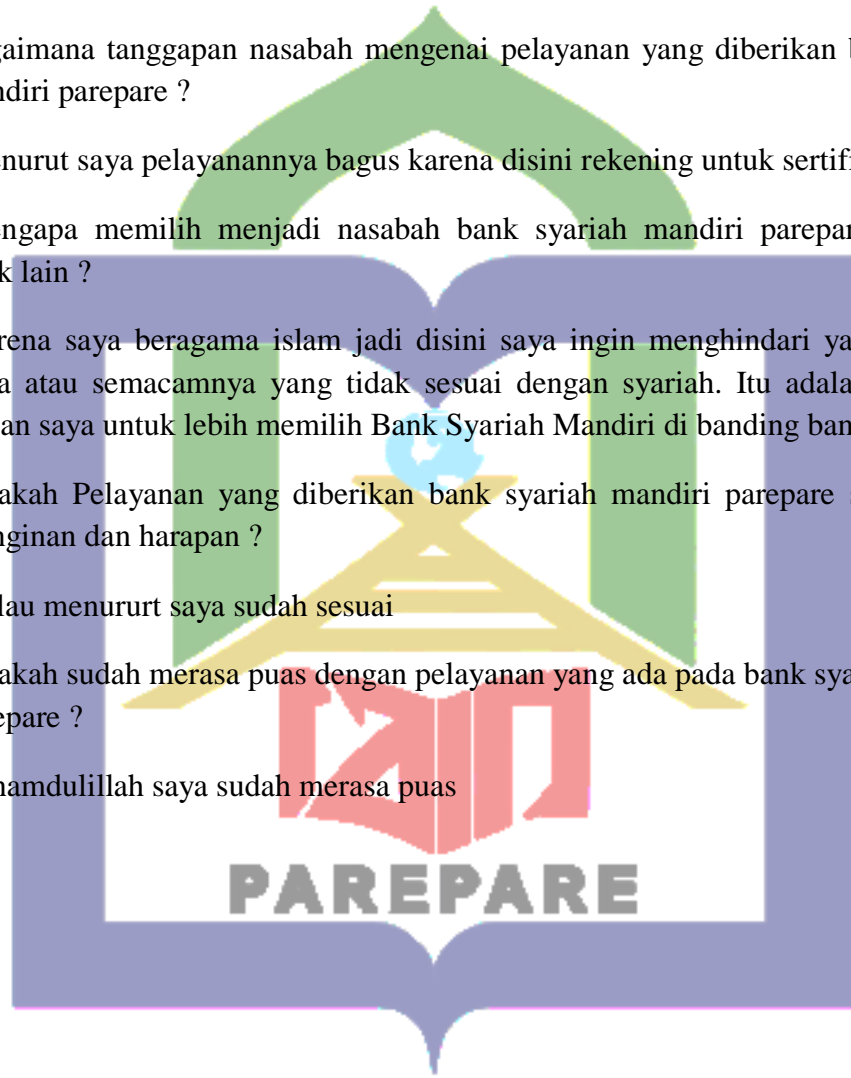 gaimana tanggapan nasabah mengenai pelayanan yang diberikan b
ndiri parepare ?
enurut saya pelayanannya bagus karena disini rekening untuk sertifi
engapa memilih menjadi nasabah bank syariah mandiri parepar
k lain ?
rena saya beragama islam jadi disini saya ingin menghindari ya
a atau semacamnya yang tidak sesuai dengan syariah. Itu adala
an saya untuk lebih memilih Bank Syariah Mandiri di banding ban
akah Pelayanan yang diberikan bank syariah mandiri parepare s
nginan dan harapan ?
lau menururt saya sudah sesuai
akah sudah merasa puas dengan pelayanan yang ada pada bank sya
epare ?
hamdulillah saya sudah merasa puas
PAREPARE